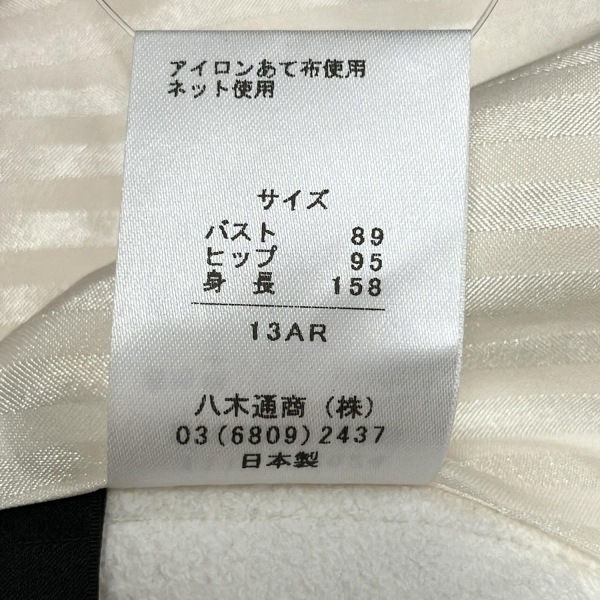 アイロンあて布使用
ネット使用
サイズ
バスト 89
ヒップ 95
身長 158
13AR
八木通商(株)
03(6809)2437
日本製